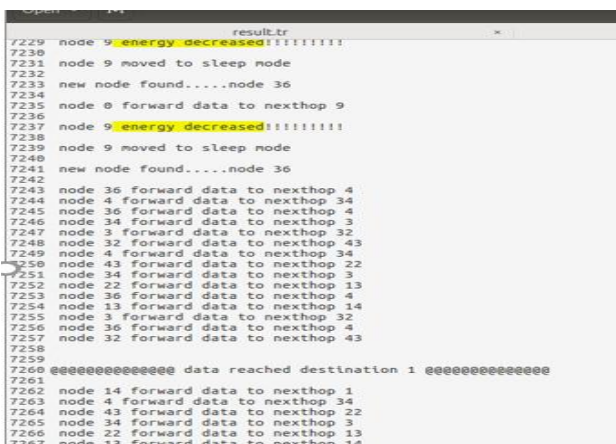 Open
result.tr ×
7229 node 9 energy decreased!!!!!!!!!
7230
7231 node 9 moved to sleep mode
7232
7233 new node found.....node 36
7234
7235 node 0 forward data to nexthop 9
7236
7237 node 9 energy decreased!!!!!!!!!
7238
7239 node 9 moved to sleep mode
7240
7241 new node found.....node 36
7242
7243 node 36 forward data to nexthop 4
7244 node 4 forward data to nexthop 34
7245 node 36 forward data to nexthop 4
7246 node 34 forward data to nexthop 3
7247 node 3 forward data to nexthop 32
7248 node 32 forward data to nexthop 43
7249 node 4 forward data to nexthop 34
7250 node 43 forward data to nexthop 22
7251 node 34 forward data to nexthop 3
7252 node 22 forward data to nexthop 13
7253 node 36 forward data to nexthop 4
7254 node 13 forward data to nexthop 14
7255 node 3 forward data to nexthop 32
7256 node 36 forward data to nexthop 4
7257 node 32 forward data to nexthop 43
7258
7259
7260 @@@@@@@@@@@@@@ data reached destination 1 @@@@@@@@@@@@@@
7261
7262 node 14 forward data to nexthop 1
7263 node 4 forward data to nexthop 34
7264 node 43 forward data to nexthop 22
7265 node 34 forward data to nexthop 3
7266 node 22 forward data to nexthop 13
7267 node 13 forward data to nexthop 14